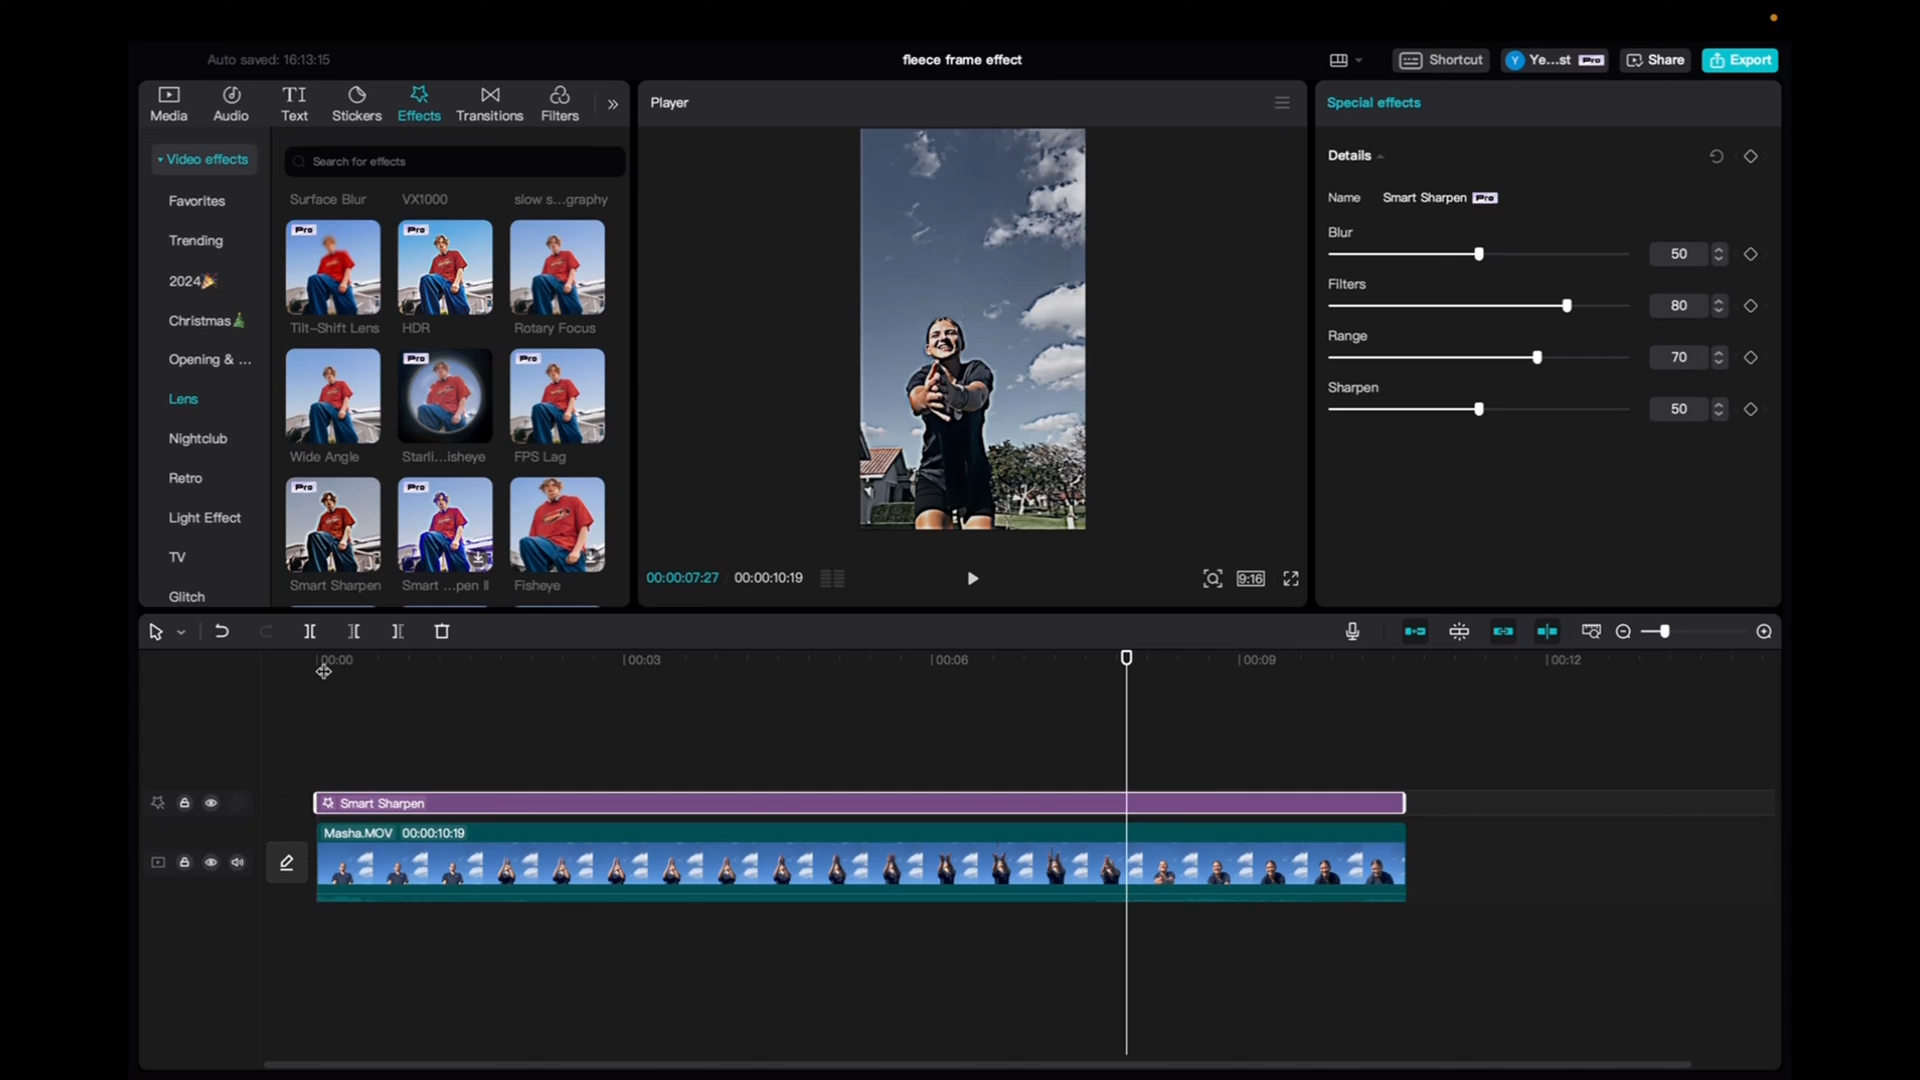 Auto saved: 16:13:15
fleece frame effect
Shortcut
Y Ye...st Pro
Share
Export
Media
Audio
TI Text
Stickers
Effects
Transitions
Filters
Player
Special effects
Video effects
Search for effects
Details
Favorites
Surface Blur
VX1000
slow s...graphy
Name
Smart Sharpen Pro
Pro
Pro
Blur
50
Trending
2024🎉
Filters
80
Christmas🎄
Tilt-Shift Lens
HDR
Rotary Focus
Range
70
Opening & ...
Pro
Pro
Sharpen
50
Lens
Nightclub
Wide Angle
Starli...isheye
FPS Lag
Retro
Pro
Pro
Light Effect
TV
Smart Sharpen
Smart ...pen II
Fisheye
Glitch
00:00:07:27
00:00:10:19
9:16
00:00
00:03
00:06
00:09
00:12
Smart Sharpen
Masha.MOV 00:00:10:19